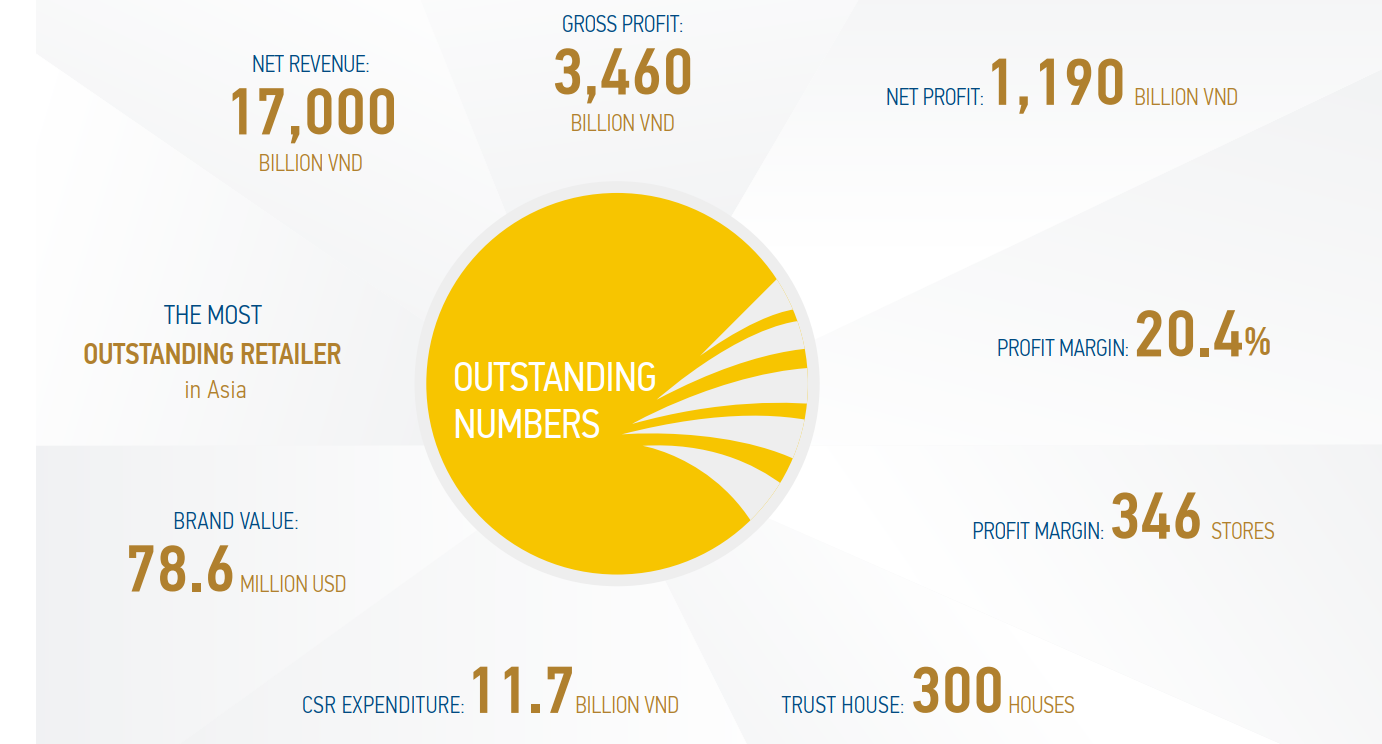 GROSS PROFIT:
3,460
BILLION VND
NET REVENUE:
17,000
BILLION VND
NET PROFIT: 1,190 BILLION VND
THE MOST
OUTSTANDING RETAILER
in Asia
OUTSTANDING
NUMBERS
PROFIT MARGIN: 20.4%
BRAND VALUE:
78.6 MILLION USD
PROFIT MARGIN: 346 STORES
CSR EXPENDITURE: 11.7 BILLION VND
TRUST HOUSE: 300 HOUSES